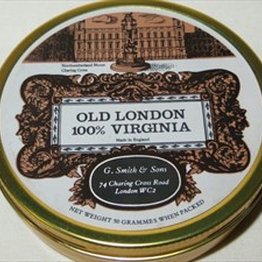 Northumberland House
Charing Cross
OLD LONDON
100% VIRGINIA
Made in England
G. Smith & Sons
74 Charing Cross Road
London WC2
NET WEIGHT 50 GRAMMES WHEN PACKED